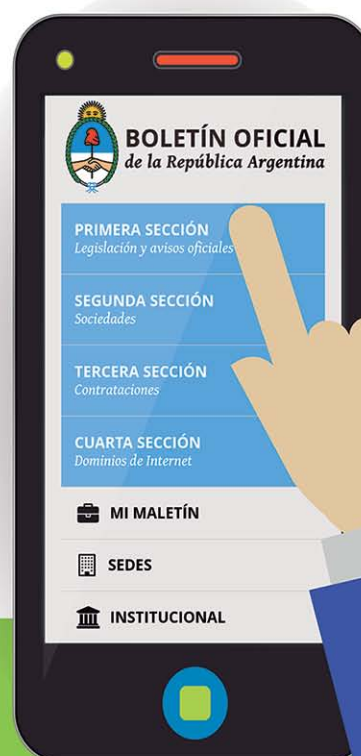 BOLETÍN OFICIAL
de la República Argentina
PRIMERA SECCIÓN
Legislación y avisos oficiales
SEGUNDA SECCIÓN
Sociedades
TERCERA SECCIÓN
Contrataciones
CUARTA SECCIÓN
Dominios de Internet
MI MALETÍN
SEDES
INSTITUCIONAL